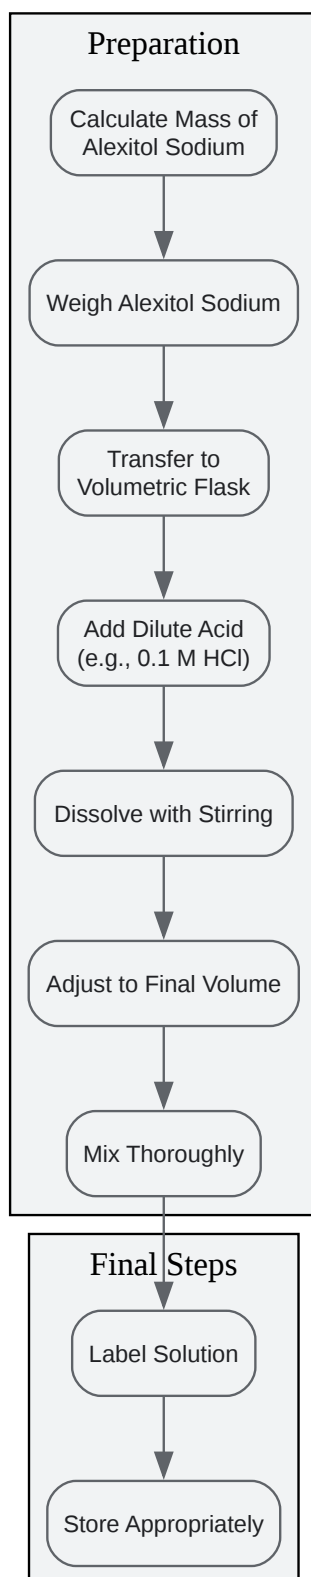 Preparation
Calculate Mass of
Alexitol Sodium
Weigh Alexitol Sodium
Transfer to
Volumetric Flask
Add Dilute Acid
(e.g., 0.1 M HCl)
Dissolve with Stirring
Adjust to Final Volume
Mix Thoroughly
Final Steps
Label Solution
Store Appropriately